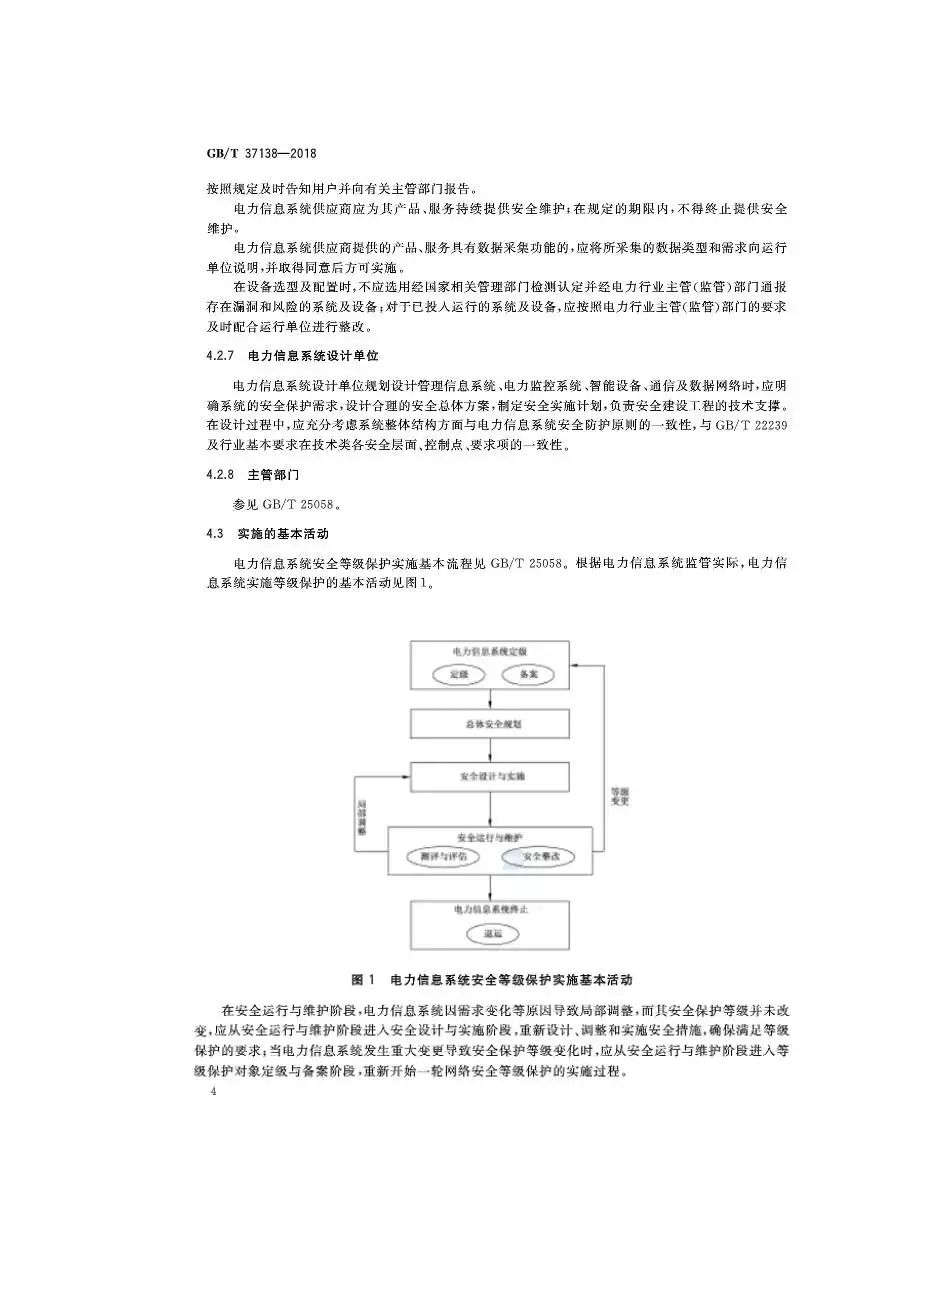 GB/T 37138—2018
按照规定及时告知用户并向有关主管部门报告。
电力信息系统供应商应为其产品、服务持续提供安全维护;在规定的期限内,不得终止提供安全
维护。
电力信息系统供应商提供的产品、服务具有数据采集功能的,应将所采集的数据类型和需求向运行
单位说明,并取得同意后方可实施。
在设备选型及配置时,不应选用经国家相关管理部门检测认定并经电力行业主管(监管)部门通报
存在漏洞和风险的系统及设备;对于已投入运行的系统及设备,应按照电力行业主管(监管)部门的要求
及时配合运行单位进行整改。
4.2.7 电力信息系统设计单位
电力信息系统设计单位规划设计管理信息系统、电力监控系统、智能设备、通信及数据网络时,应明
确系统的安全保护需求,设计合理的安全总体方案,制定安全实施计划,负责安全建设工程的技术支撑。
在设计过程中,应充分考虑系统整体结构方面与电力信息系统安全防护原则的一致性,与 GB/T 22239
及行业基本要求在技术类各安全层面、控制点、要求项的一致性。
4.2.8 主管部门
参见 GB/T 25058。
4.3 实施的基本活动
电力信息系统安全等级保护实施基本流程见 GB/T 25058。根据电力信息系统监管实际,电力信
息系统实施等级保护的基本活动见图1。
电力信息系统定级
定级 备案
总体安全规划
安全设计与实施
局部调整
等级
变更
安全运行与维护
测评与评估 安全整改
电力信息系统终止
退运
图 1 电力信息系统安全等级保护实施基本活动
在安全运行与维护阶段,电力信息系统因需求变化等原因导致局部调整,而其安全保护等级并未改
变,应从安全运行与维护阶段进入安全设计与实施阶段,重新设计、调整和实施安全措施,确保满足等级
保护的要求;当电力信息系统发生重大变更导致安全保护等级变化时,应从安全运行与维护阶段进入等
级保护对象定级与备案阶段,重新开始一轮网络安全等级保护的实施过程。
4